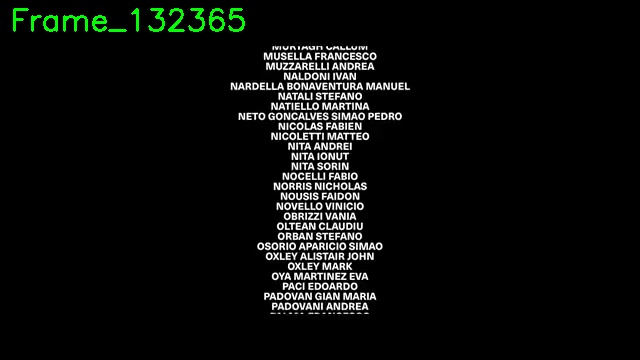 Frame_132365
MURTAGH CALLUM
MUSELLA FRANCESCO
MUZZARELLI ANDREA
NALDONI IVAN
NARDELLA BONAVENTURA MANUEL
NATALI STEFANO
NATIELLO MARTINA
NETO GONCALVES SIMAO PEDRO
NICOLAS FABIEN
NICOLETTI MATTEO
NITA ANDREI
NITA IONUT
NITA SORIN
NOCELLI FABIO
NORRIS NICHOLAS
NOUSIS FAIDON
NOVELLO VINICIO
OBRIZZI VANIA
OLTEAN CLAUDIU
ORBAN STEFANO
OSORIO APARICIO SIMAO
OXLEY ALISTAIR JOHN
OXLEY MARK
OYA MARTINEZ EVA
PACI EDOARDO
PADOVAN GIAN MARIA
PADOVANI ANDREA